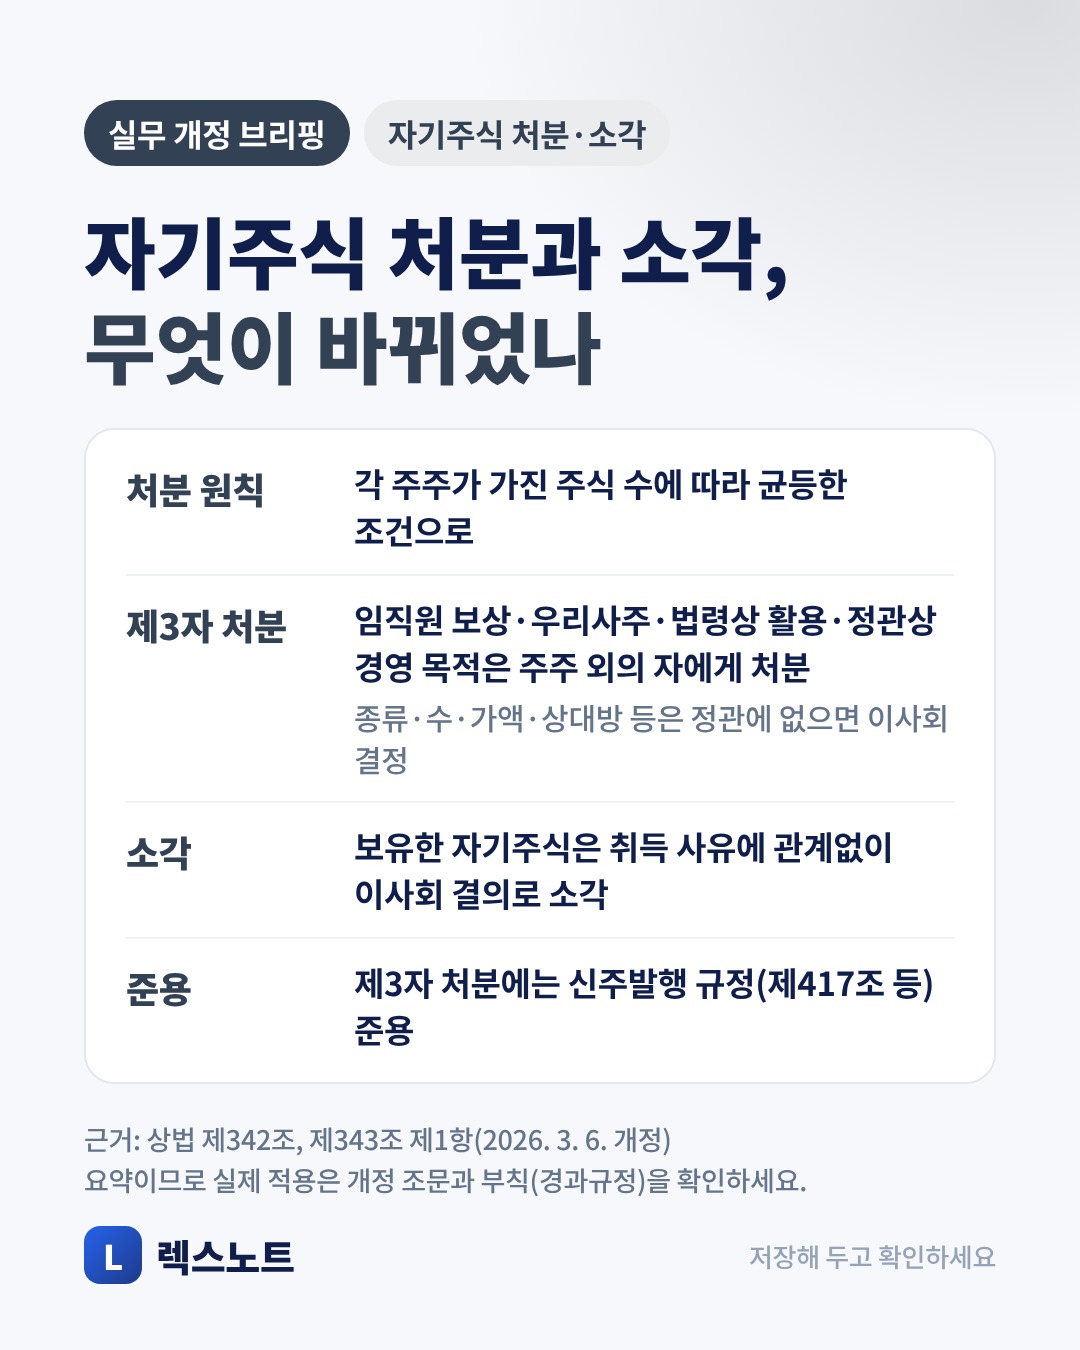 실무 개정 브리핑
자기주식 처분·소각
자기주식 처분과 소각,
무엇이 바뀌었나
처분 원칙
각 주주가 가진 주식 수에 따라 균등한
조건으로
제3자 처분
임직원 보상·우리사주·법령상 활용·정관상
경영 목적은 주주 외의 자에게 처분
종류·수·가액·상대방 등은 정관에 없으면 이사회
결정
소각
보유한 자기주식은 취득 사유에 관계없이
이사회 결의로 소각
준용
제3자 처분에는 신주발행 규정(제417조 등)
준용
근거: 상법 제342조, 제343조 제1항(2026. 3. 6. 개정)
요약이므로 실제 적용은 개정 조문과 부칙(경과규정)을 확인하세요.
L 렉스노트
저장해 두고 확인하세요